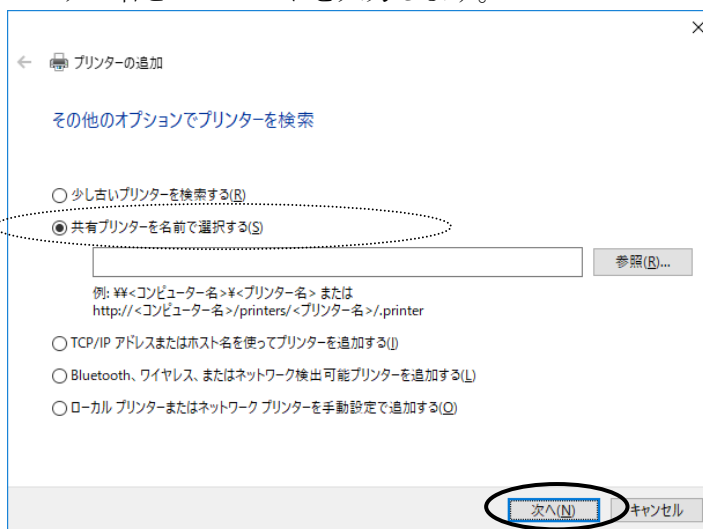 プリンターの追加
その他のオプションでプリンターを検索
少し古いプリンターを検索する(R)
共有プリンターを名前で選択する(S)
参照(R)...
例: ¥¥<コンピューター名>¥<プリンター名> または
http://<コンピューター名>/printers/<プリンター名>/.printer
TCP/IP アドレスまたはホスト名を使ってプリンターを追加する(I)
Bluetooth、ワイヤレス、またはネットワーク検出可能プリンターを追加する(L)
ローカル プリンターまたはネットワーク プリンターを手動設定で追加する(O)
次へ(N) キャンセル